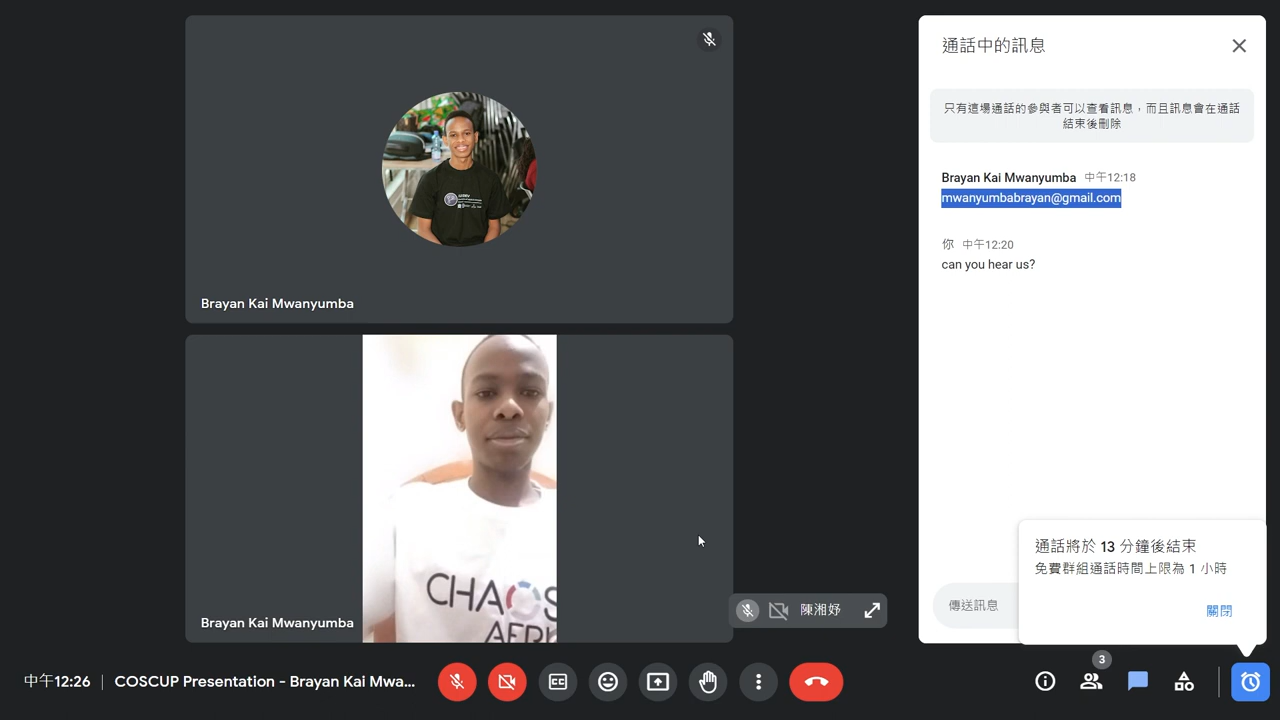 Brayan Kai Mwanyumba
CHAOS
AFRI
Brayan Kai Mwanyumba
陳湘妤
通話中的訊息
只有這場通話的參與者可以查看訊息，而且訊息會在通話
結束後刪除
Brayan Kai Mwanyumba 中午12:18
mwanyumbabrayan@gmail.com
你 中午12:20
can you hear us?
通話將於 13 分鐘後結束
免費群組通話時間上限為 1 小時
關閉
傳送訊息
中午12:26 | COSCUP Presentation - Brayan Kai Mwa...
3